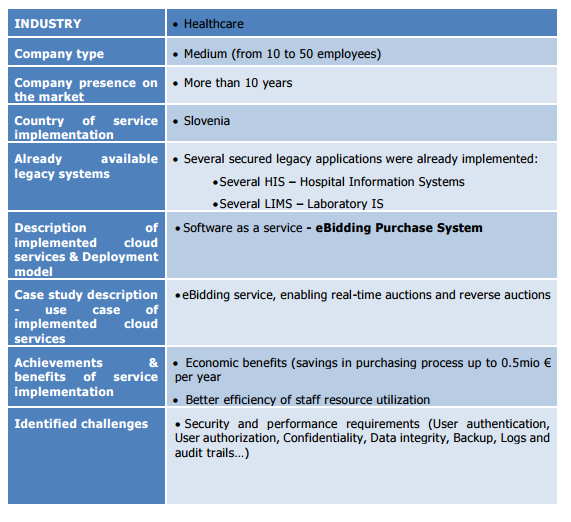 INDUSTRY
• Healthcare
Company type
• Medium (from 10 to 50 employees)
Company presence on
the market
• More than 10 years
Country of service
implementation
• Slovenia
Already available
legacy systems
• Several secured legacy applications were already implemented:
•Several HIS – Hospital Information Systems
•Several LIMS – Laboratory IS
Description of
implemented cloud
services & Deployment
model
•Software as a service - eBidding Purchase System
Case study description
- use case of
implemented cloud
services
•eBidding service, enabling real-time auctions and reverse auctions
Achievements &
benefits of service
implementation
• Economic benefits (savings in purchasing process up to 0.5mio €
per year
• Better efficiency of staff resource utilization
Identified challenges
• Security and performance requirements (User authentication,
User authorization, Confidentiality, Data integrity, Backup, Logs and
audit trails…)